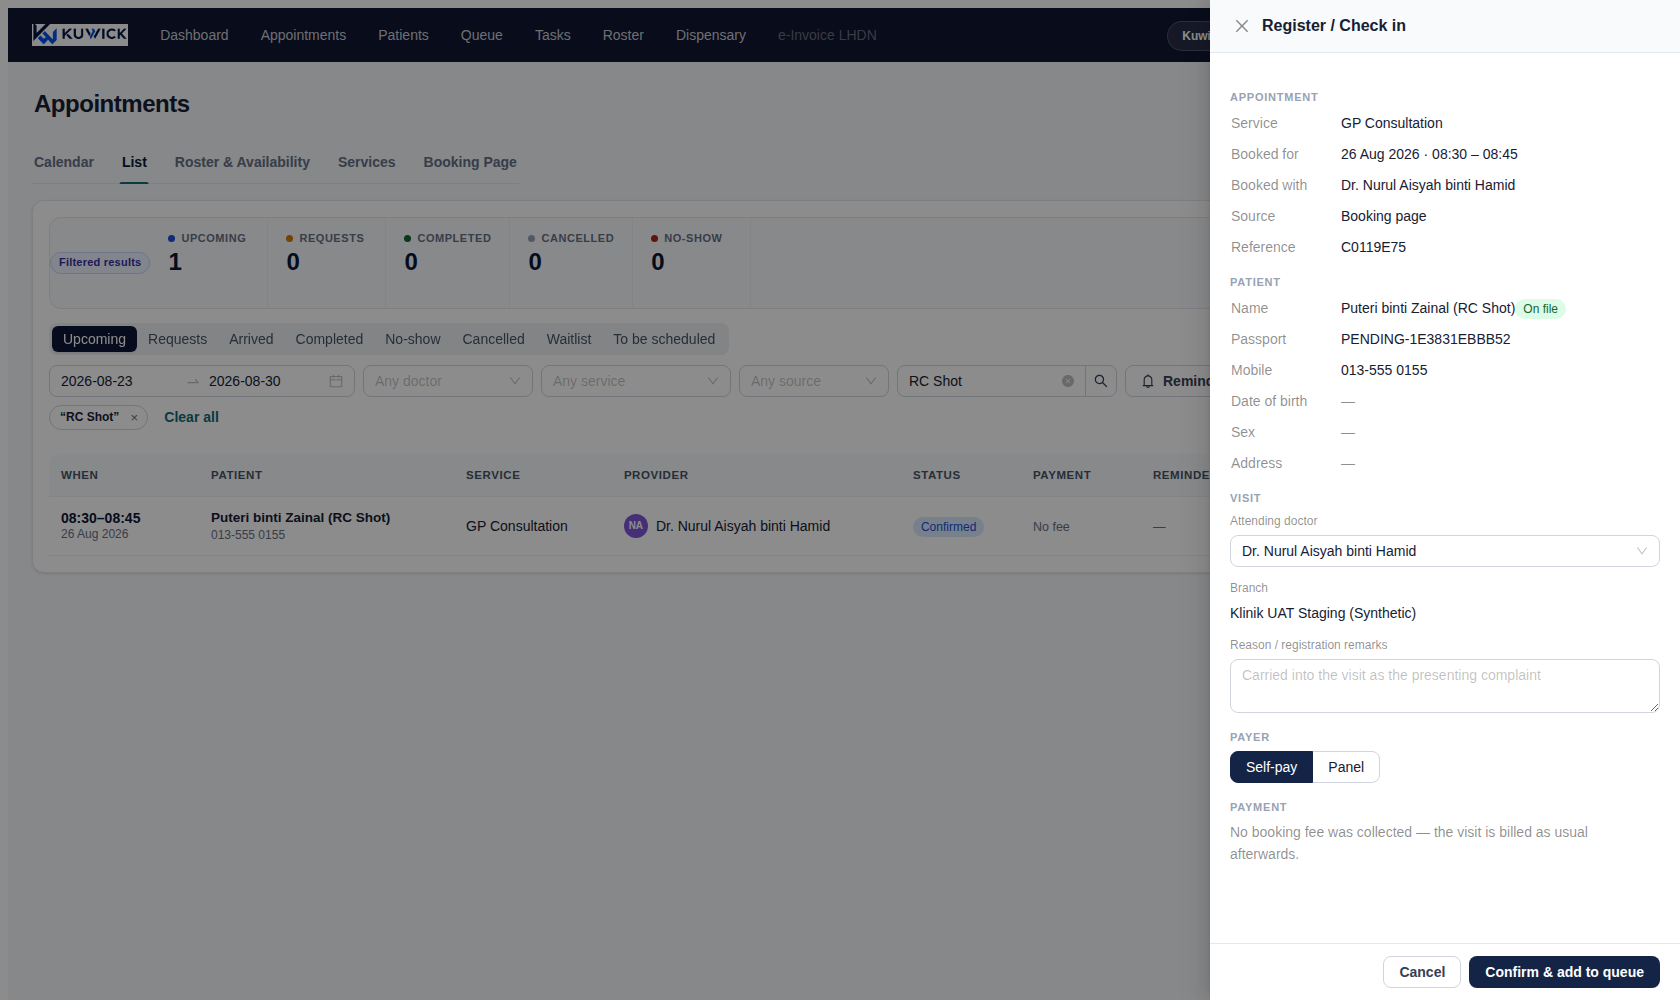 KUWICK
Dashboard
Appointments
Patients
Queue
Tasks
Roster
Dispensary
e-Invoice LHDN
Appointments
Calendar
List
Roster & Availability
Services
Booking Page
Filtered results
UPCOMING
1
REQUESTS
0
COMPLETED
0
CANCELLED
0
NO-SHOW
0
Upcoming
Requests
Arrived
Completed
No-show
Cancelled
Waitlist
To be scheduled
2026-08-23
2026-08-30
Any doctor
Any service
Any source
RC Shot
“RC Shot” ×
Clear all
WHEN
PATIENT
SERVICE
PROVIDER
STATUS
PAYMENT
08:30–08:45
26 Aug 2026
Puteri binti Zainal (RC Shot)
013-555 0155
GP Consultation
NA
Dr. Nurul Aisyah binti Hamid
Confirmed
No fee
—
Register / Check in
APPOINTMENT
Service GP Consultation
Booked for 26 Aug 2026 · 08:30 – 08:45
Booked with Dr. Nurul Aisyah binti Hamid
Source Booking page
Reference C0119E75
PATIENT
Name Puteri binti Zainal (RC Shot) On file
Passport PENDING-1E3831EBBB52
Mobile 013-555 0155
Date of birth —
Sex —
Address —
VISIT
Attending doctor
Dr. Nurul Aisyah binti Hamid
Branch
Klinik UAT Staging (Synthetic)
Reason / registration remarks
Carried into the visit as the presenting complaint
PAYER
Self-pay
Panel
PAYMENT
No booking fee was collected — the visit is billed as usual
afterwards.
Cancel
Confirm & add to queue